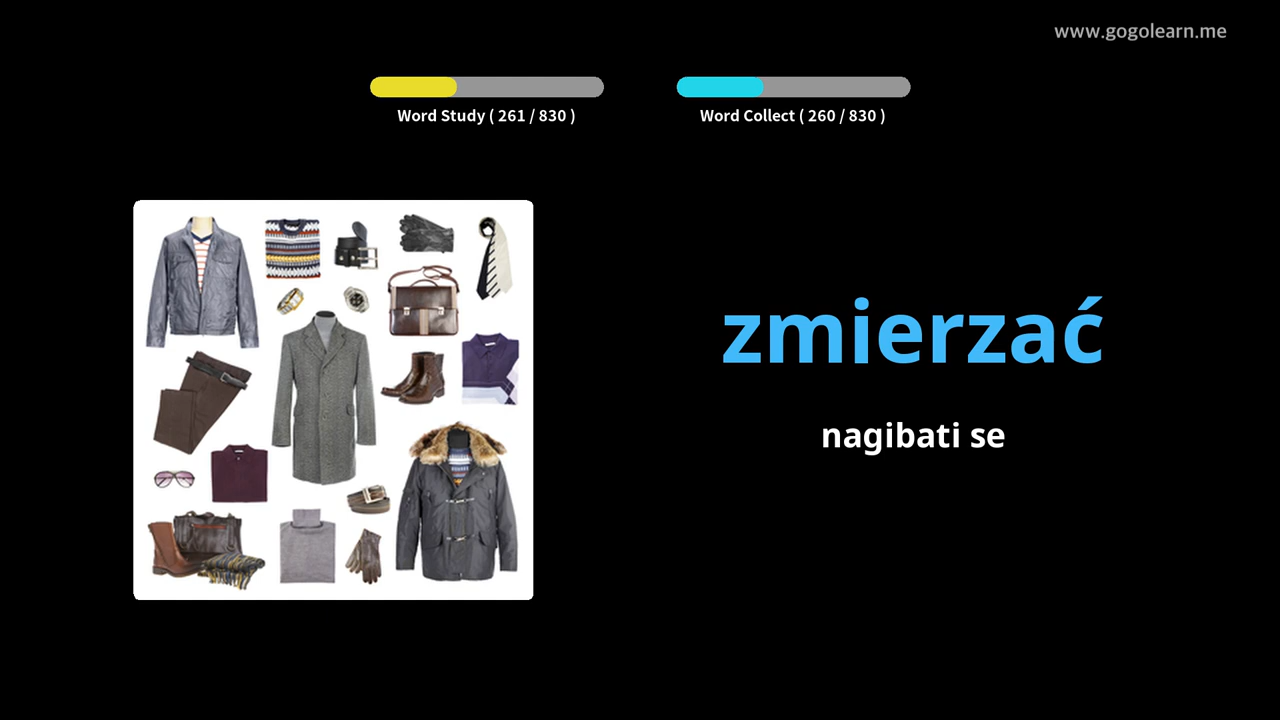 www.gogolearn.me
Word Study ( 261 / 830 )
Word Collect ( 260 / 830 )
zmierzać
nagibati se